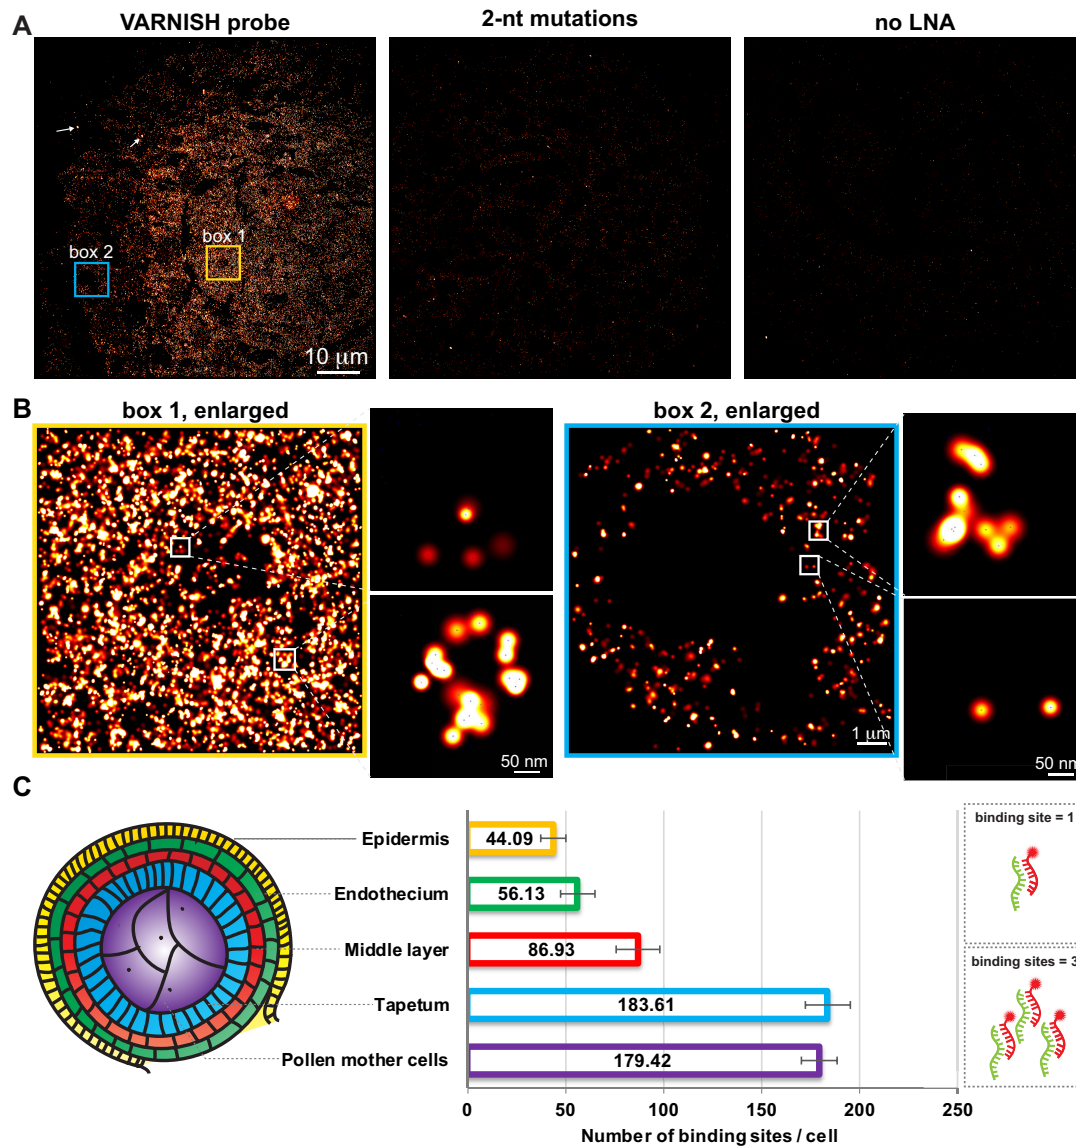 A
VARNISH probe
2-nt mutations
no LNA
box 1
box 2
10 μm
B
box 1, enlarged
box 2, enlarged
50 nm
1 μm
50 nm
C
Epidermis
Endothecium
Middle layer
Tapetum
Pollen mother cells
44.09
56.13
86.93
183.61
179.42
0
50
100
150
200
250
Number of binding sites / cell
binding site = 1
binding sites = 3